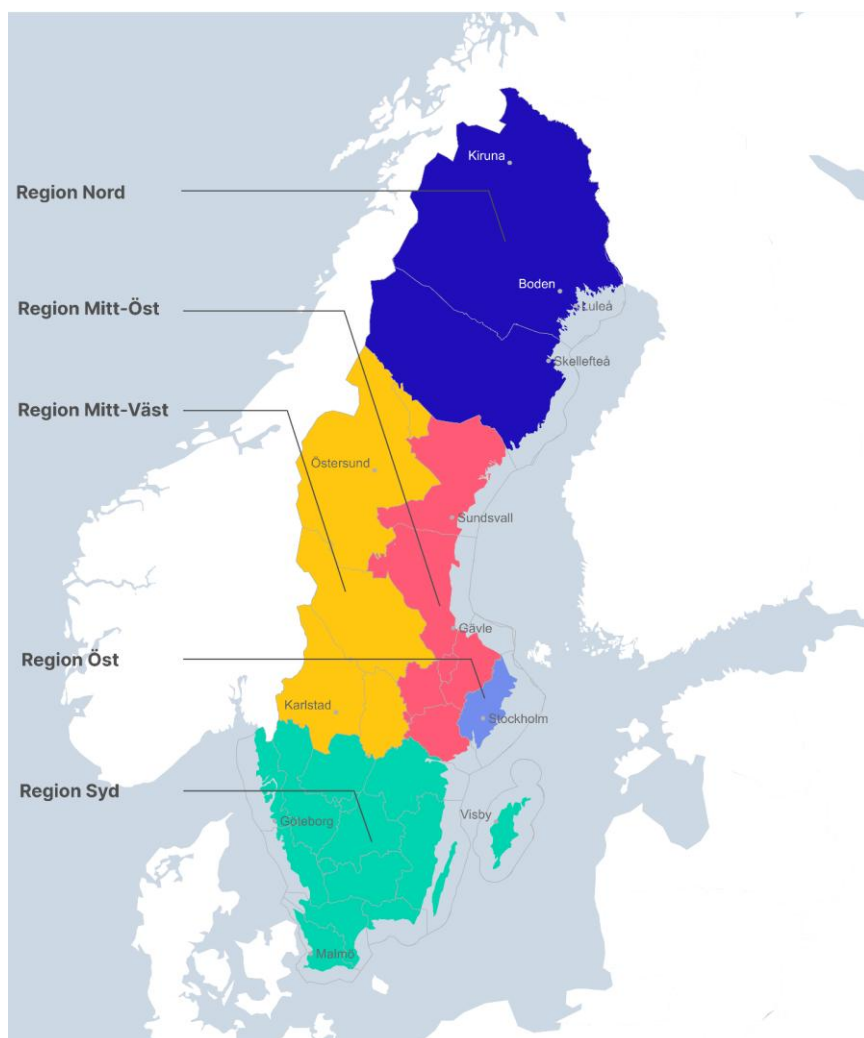 Kiruna
Region Nord
Boden
Luleå
Region Mitt-Öst
Skellefteå
Region Mitt-Väst
Östersund
Sundsvall
Gävle
Region Öst
Karlstad
Stockholm
Region Syd
Visby
Göteborg
Malmö